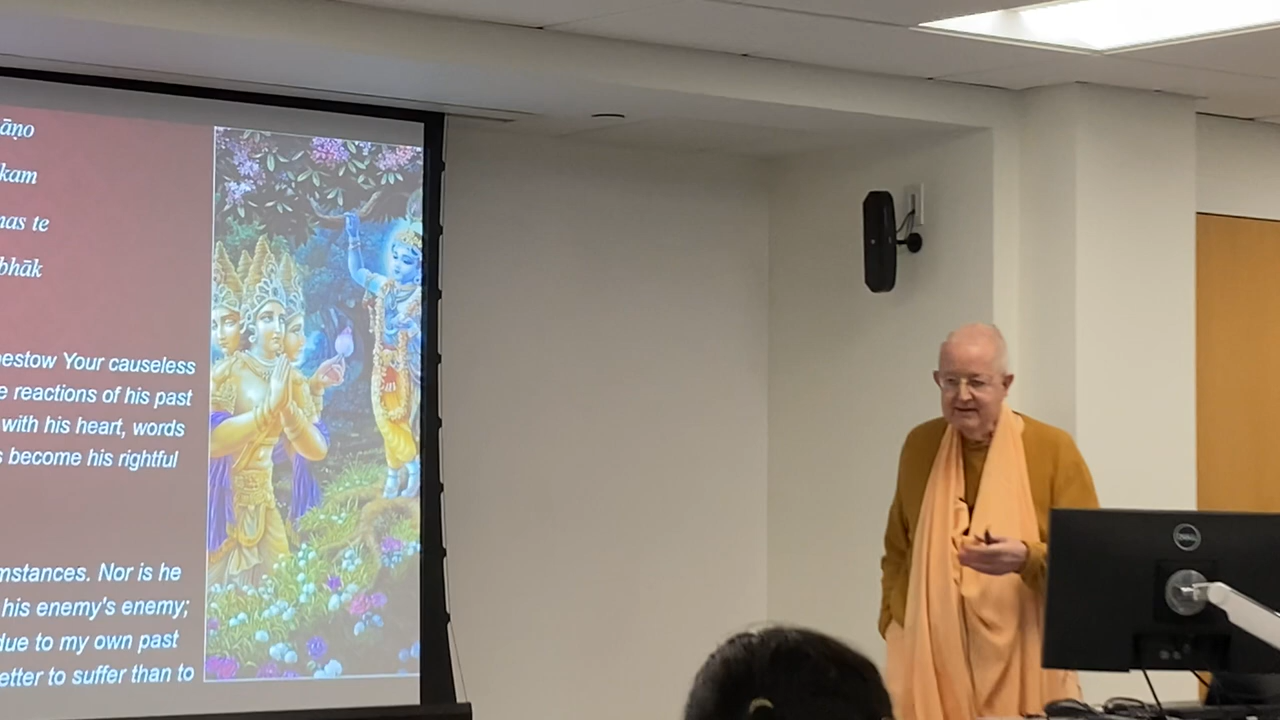 āṇo
kam
nas te
bhāk
bestow Your causeless
e reactions of his past
with his heart, words
s become his rightful
mstances. Nor is he
his enemy's enemy;
due to my own past
etter to suffer than to
DELL